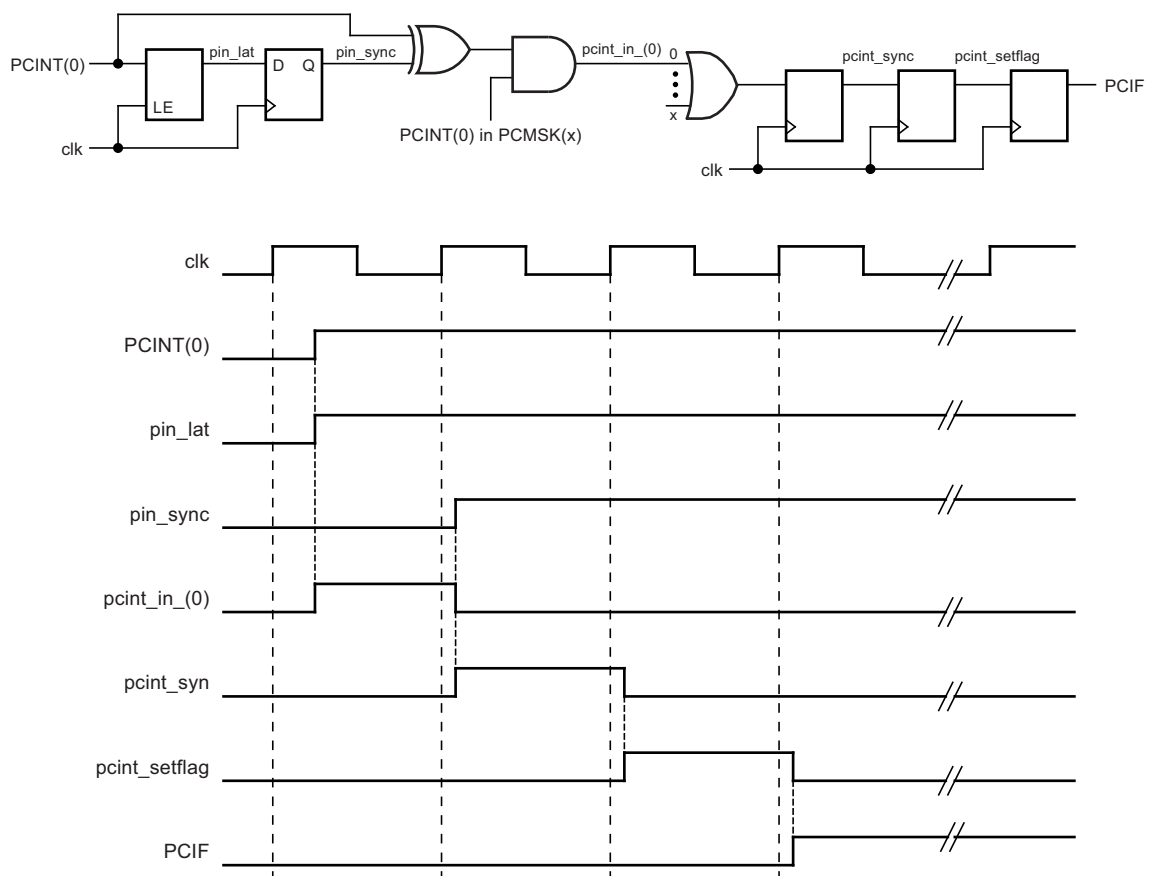 PCINT(0)
pin_lat
pin_sync
D Q
LE
clk
PCINT(0) in PCMSK(x)
pcint_in_(0)
0
x
pcint_sync
pcint_setflag
PCIF
clk
clk
PCINT(0)
pin_lat
pin_sync
pcint_in_(0)
pcint_syn
pcint_setflag
PCIF